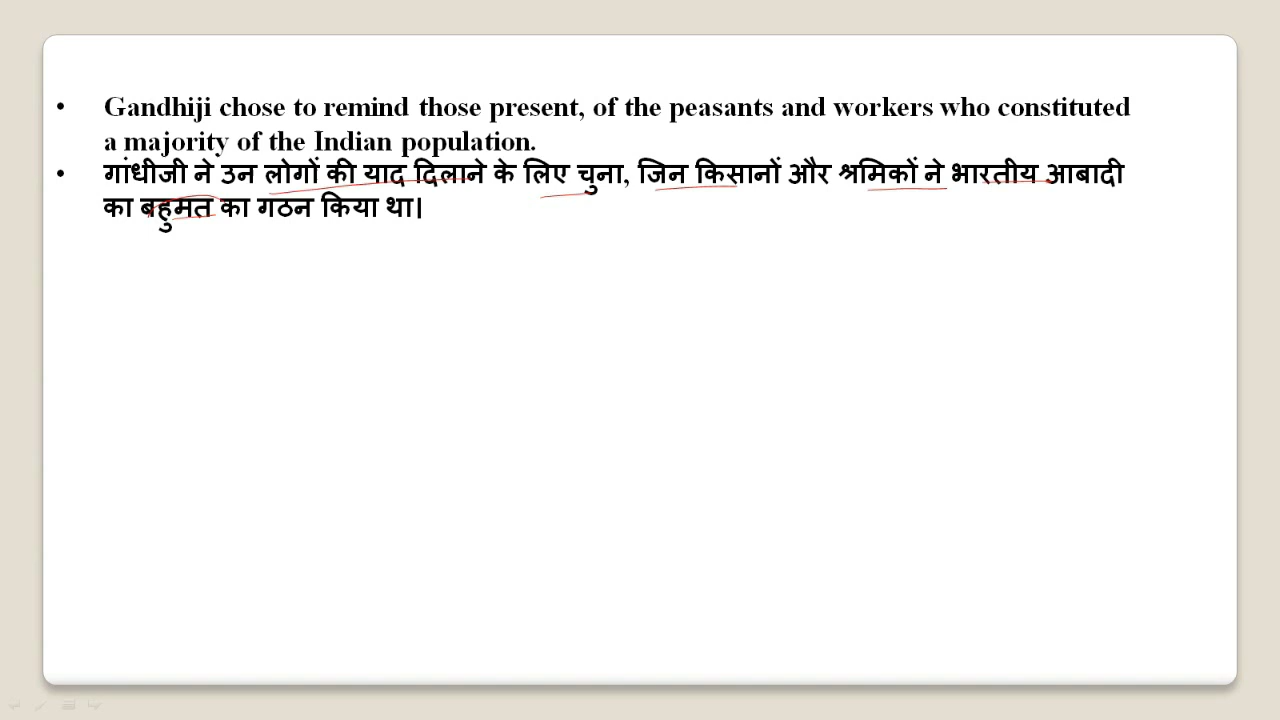 • Gandhiji chose to remind those present, of the peasants and workers who constituted
a majority of the Indian population.
• गांधीजी ने उन लोगों की याद दिलाने के लिए चुना, जिन किसानों और श्रमिकों ने भारतीय आबादी
का बहुमत का गठन किया था।